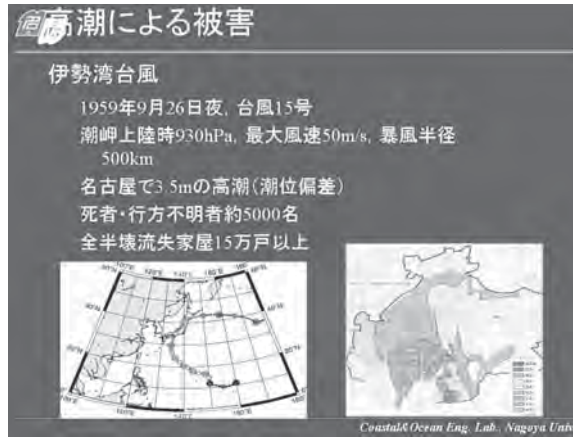 高潮による被害
伊勢湾台風
1959年9月26日夜, 台風15号
潮岬上陸時930hPa, 最大風速50m/s, 暴風半径
500km
名古屋で3.5mの高潮(潮位偏差)
死者・行方不明者約5000名
全半壊流失家屋15万戸以上
Coastal& Ocean Eng. Lab., Nagoya Univ